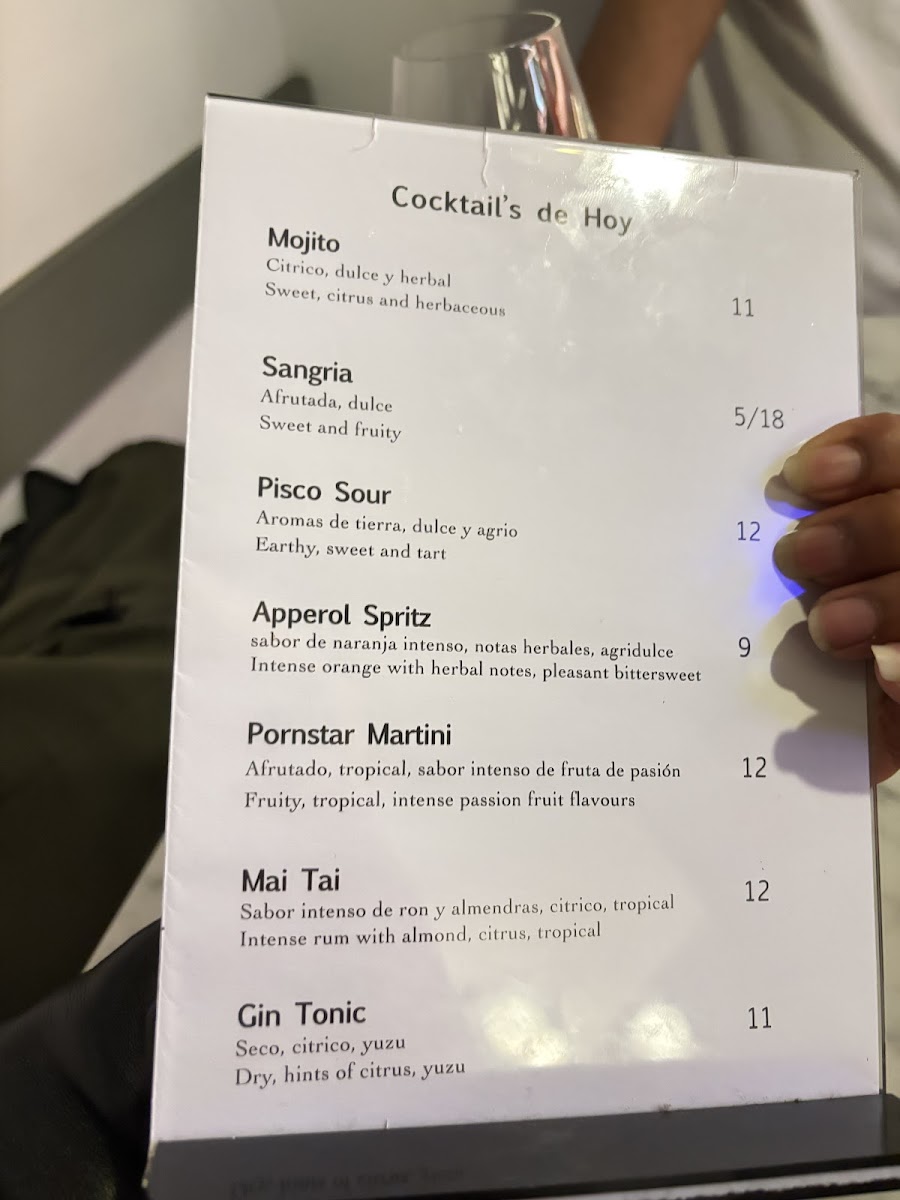 Cocktail's de Hoy
Mojito
Citrico, dulce y herbal
Sweet, citrus and herbaceous
11
Sangria
Afrutada, dulce
Sweet and fruity
5/18
Pisco Sour
Aromas de tierra, dulce y agrio
Earthy, sweet and tart
12
Apperol Spritz
sabor de naranja intenso, notas herbales, agridulce
Intense orange with herbal notes, pleasant bittersweet
9
Pornstar Martini
Afrutado, tropical, sabor intenso de fruta de pasión
Fruity, tropical, intense passion fruit flavours
12
Mai Tai
Sabor intenso de ron y almendras, citrico, tropical
Intense rum with almond, citrus, tropical
12
Gin Tonic
Seco, citrico, yuzu
Dry, hints of citrus, yuzu
11